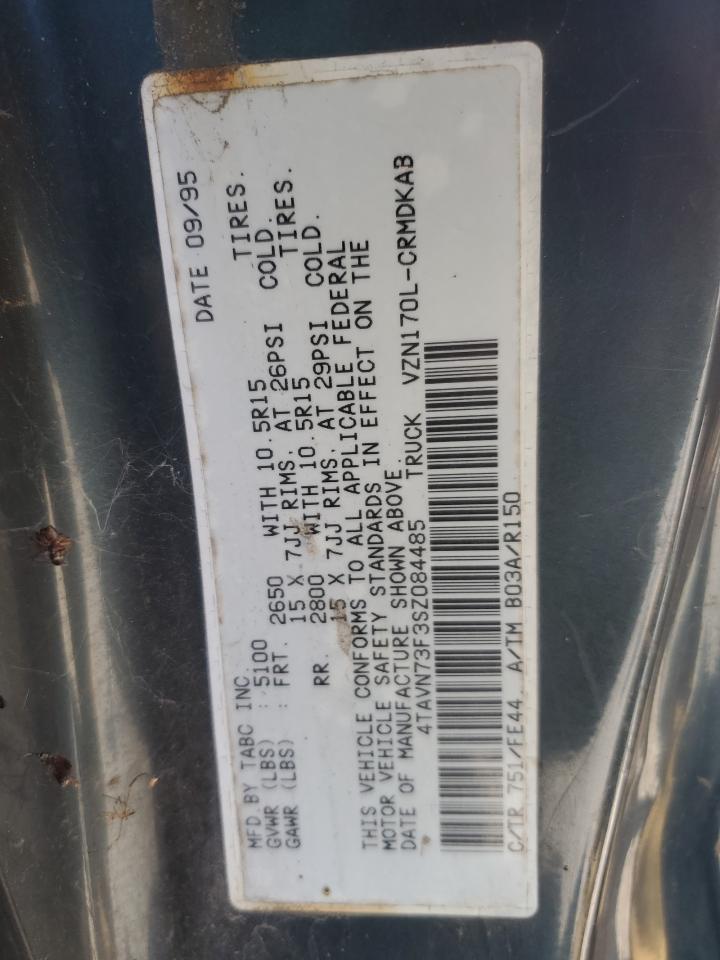 DATE 09/95
MFD.BY TABC INC.
GVWR (LBS) : 5100
GAWR (LBS) : FRT. 2650 WITH 10.5R15 TIRES.
15 X 7JJ RIMS. AT 26PSI COLD.
RR. 2800 WITH 10.5R15 TIRES.
15 X 7JJ RIMS. AT 29PSI COLD.
THIS VEHICLE CONFORMS TO ALL APPLICABLE FEDERAL
MOTOR VEHICLE SAFETY STANDARDS IN EFFECT ON THE
DATE OF MANUFACTURE SHOWN ABOVE.
4TAVN73F3SZ084485 TRUCK VZN170L-CRMDKAB
C/TR 751/FE44 A/TM B03A/R150